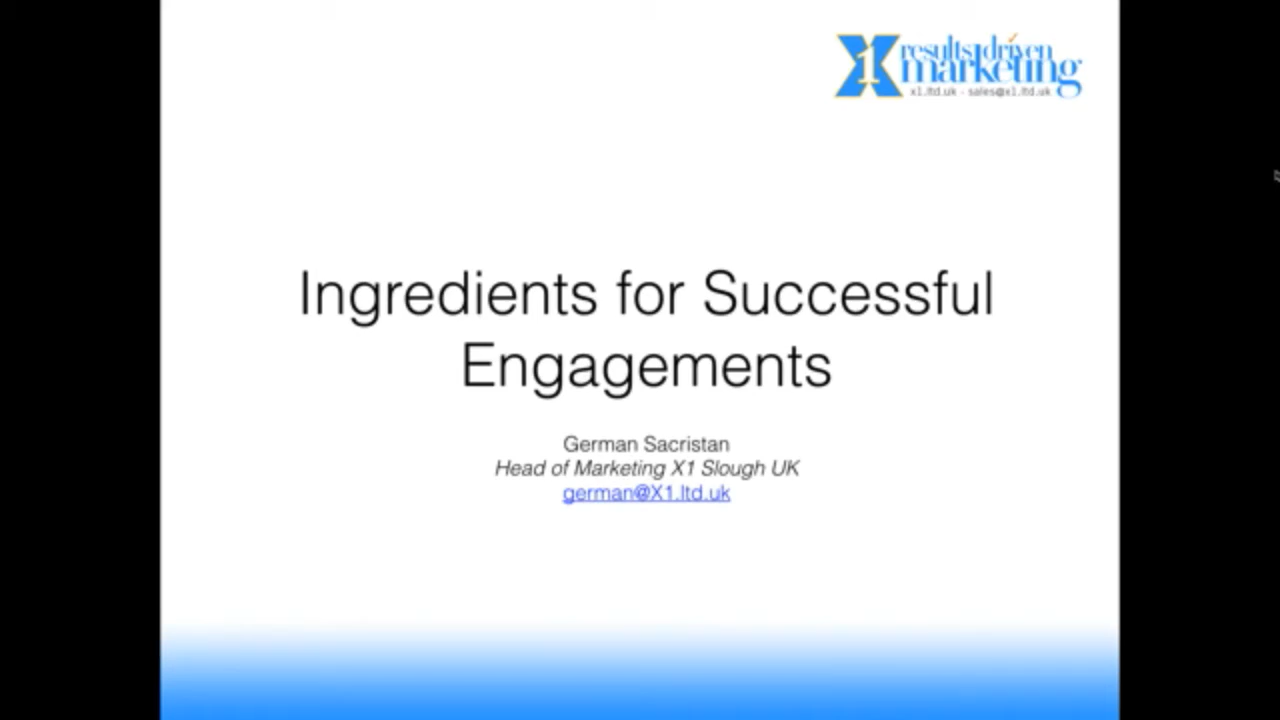 X1 results driven
marketing
x1.ltd.uk - sales@x1.ltd.uk
Ingredients for Successful
Engagements
German Sacristan
Head of Marketing X1 Slough UK
german@X1.ltd.uk